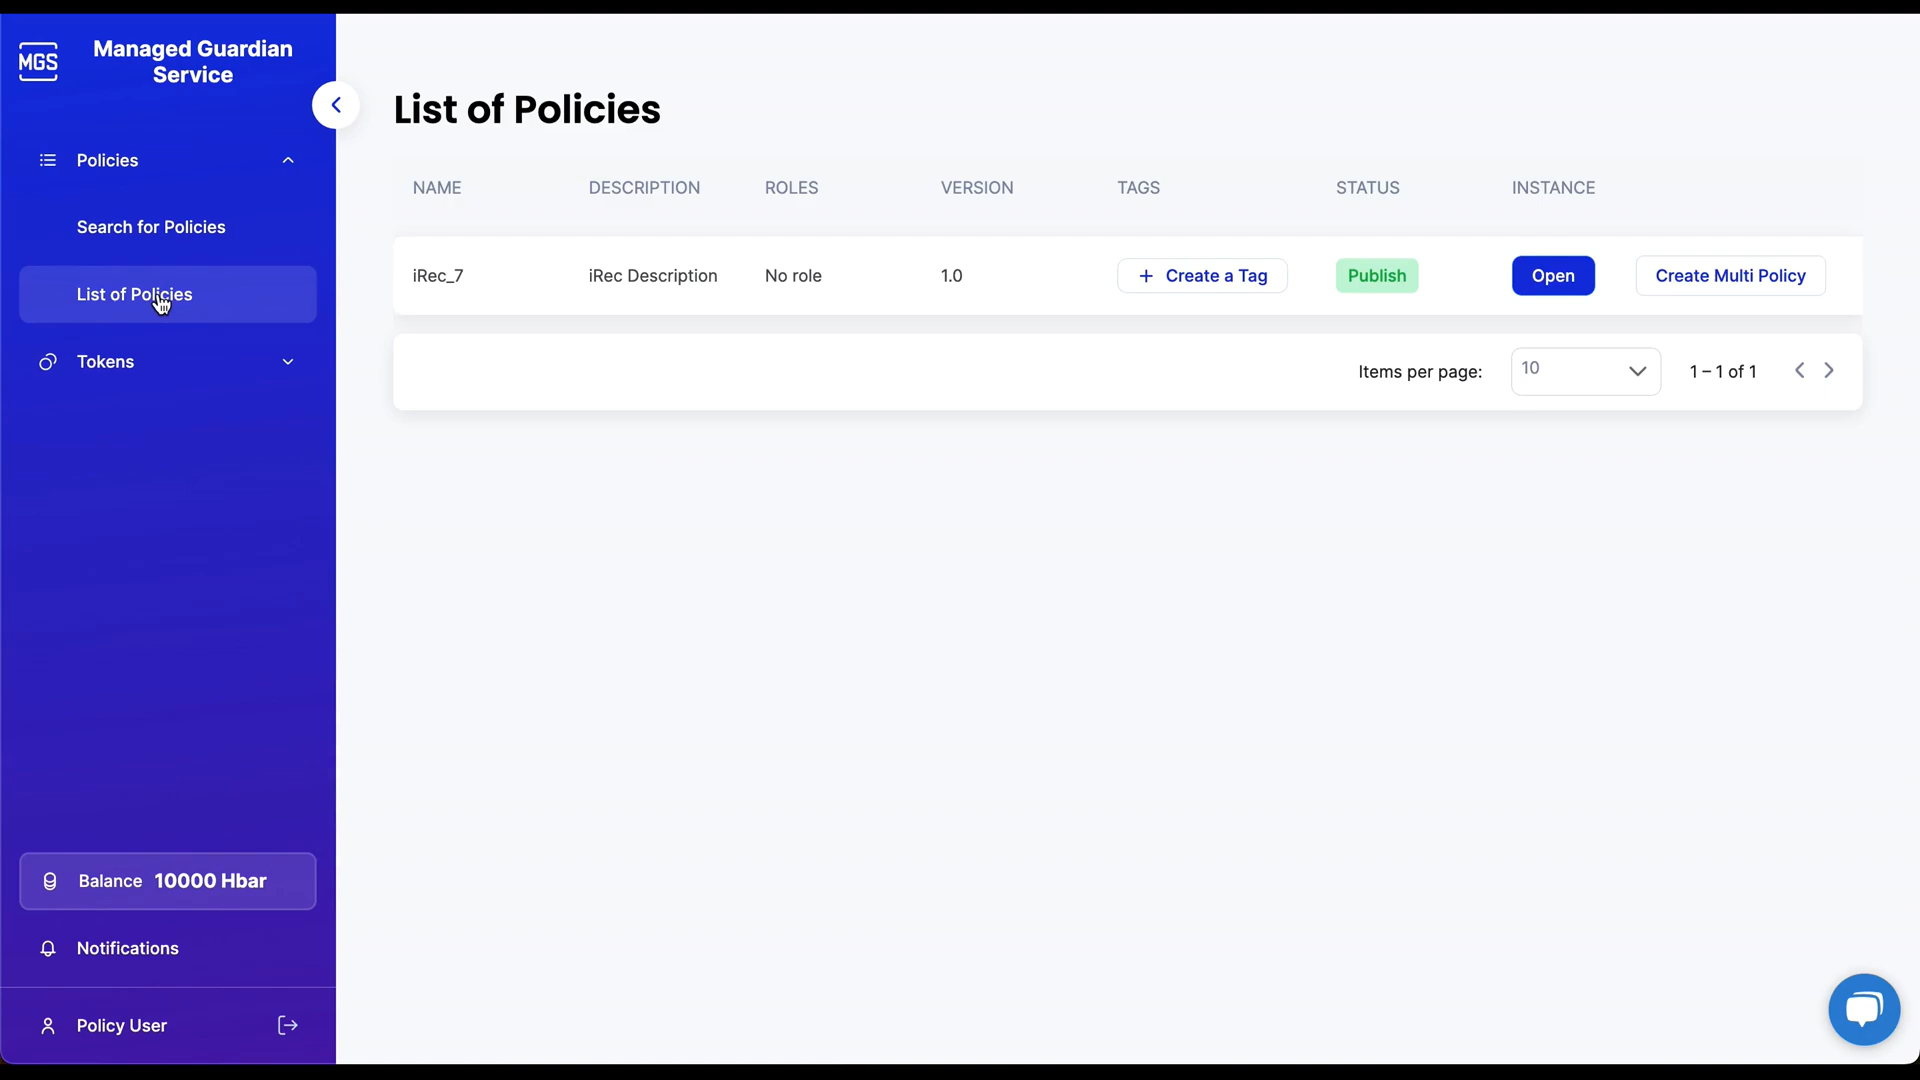 MGS
Managed Guardian
Service
Policies
Search for Policies
List of Policies
Tokens
Balance 10000 Hbar
Notifications
Policy User
List of Policies
NAME DESCRIPTION ROLES VERSION TAGS STATUS INSTANCE
iRec_7 iRec Description No role 1.0 + Create a Tag Publish Open Create Multi Policy
Items per page: 10 1 – 1 of 1